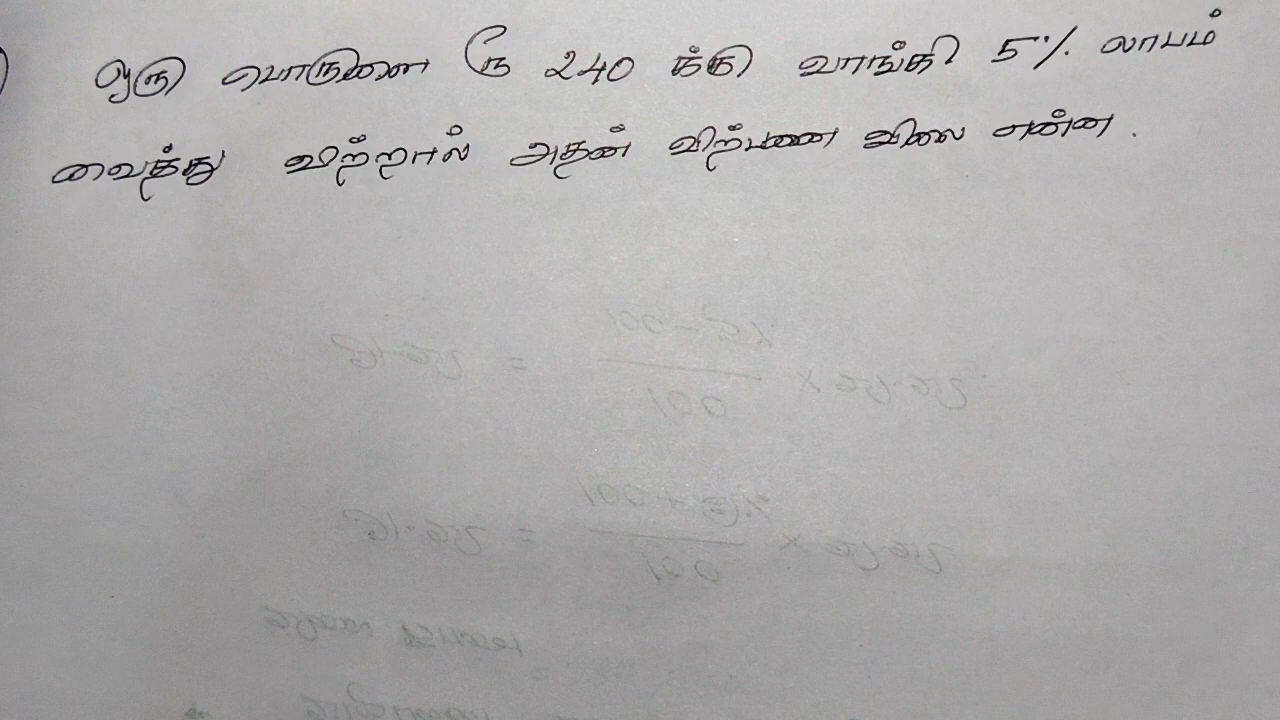 ஒரு பொருளை ரூ 240 க்கு வாங்கி 5% லாபம்
வைத்து விற்றால் அதன் விற்பனை விலை என்ன .